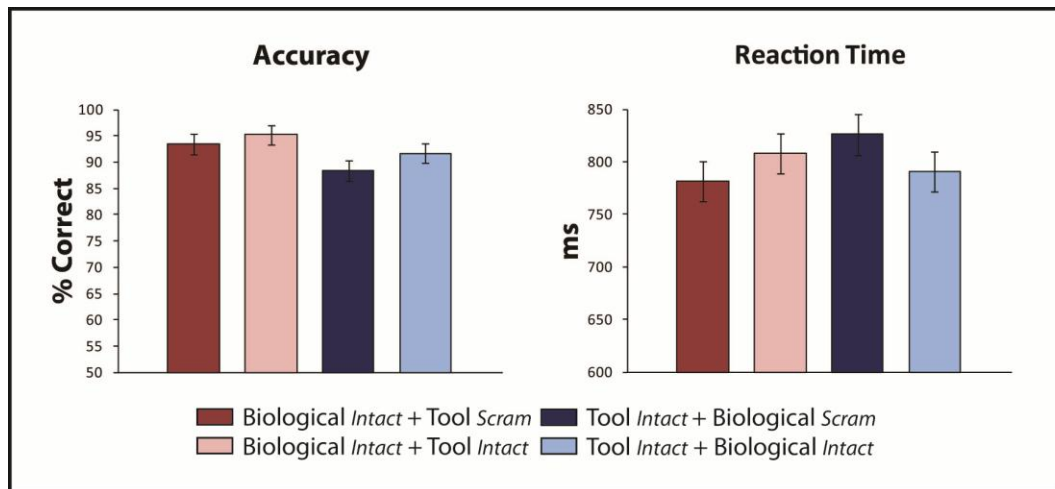 Accuracy
% Correct
100
95
90
85
80
75
70
65
60
55
50
Reaction Time
ms
850
800
750
700
650
600
Biological Intact + Tool Scram
Tool Intact + Biological Scram
Biological Intact + Tool Intact
Tool Intact + Biological Intact